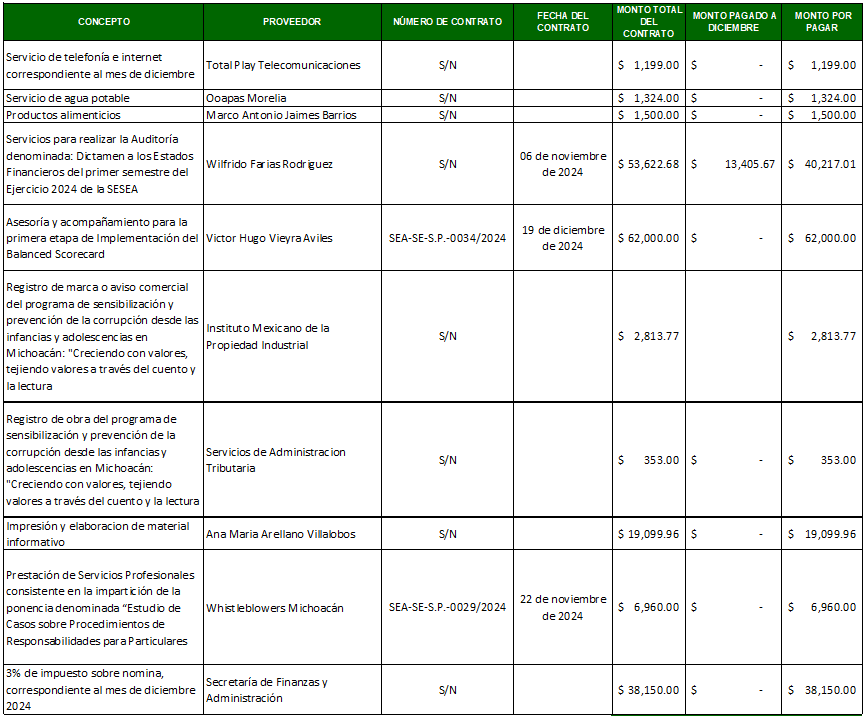 CONCEPTO PROVEEDOR NÚMERO DE CONTRATO FECHA DEL CONTRATO MONTO TOTAL DEL CONTRATO MONTO PAGADO A DICIEMBRE MONTO POR PAGAR
Servicio de telefonía e internet
correspondiente al mes de diciembre Total Play Telecomunicaciones S/N $ 1,199.00 $ - $ 1,199.00
Servicio de agua potable Ooapas Morelia S/N $ 1,324.00 $ - $ 1,324.00
Productos alimenticios Marco Antonio Jaimes Barrios S/N $ 1,500.00 $ - $ 1,500.00
Servicios para realizar la Auditoría
denominada: Dictamen a los Estados
Financieros del primer semestre del
Ejercicio 2024 de la SESEA
Wilfrido Farias Rodriguez S/N 06 de noviembre
de 2024
$ 53,622.68 $ 13,405.67 $ 40,217.01
Asesoría y acompañamiento para la
primera etapa de Implementación del
Balanced Scorecard
Victor Hugo Vieyra Aviles SEA-SE-S.P.-0034/2024 19 de diciembre
de 2024
$ 62,000.00 $ - $ 62,000.00
Registro de marca o aviso comercial
del programa de sensibilización y
prevención de la corrupción desde las
infancias y adolescencias en
Michoacán: "Creciendo con valores,
tejiendo valores a través del cuento y
la lectura
Instituto Mexicano de la
Propiedad Industrial
S/N $ 2,813.77 $ 2,813.77
Registro de obra del programa de
sensibilización y prevención de la
corrupción desde las infancias y
adolescencias en Michoacán:
"Creciendo con valores, tejiendo
valores a través del cuento y la lectura
Servicios de Administracion
Tributaria
S/N $ 353.00 $ - $ 353.00
Impresión y elaboracion de material
informativo
Ana Maria Arellano Villalobos S/N $ 19,099.96 $ - $ 19,099.96
Prestación de Servicios Profesionales
consistente en la impartición de la
ponencia denominada “Estudio de
Casos sobre Procedimientos de
Responsabilidades para Particulares
Whistleblowers Michoacán SEA-SE-S.P.-0029/2024 22 de noviembre
de 2024
$ 6,960.00 $ - $ 6,960.00
3% de impuesto sobre nomina,
correspondiente al mes de diciembre
2024
Secretaría de Finanzas y
Administración
S/N $ 38,150.00 $ - $ 38,150.00